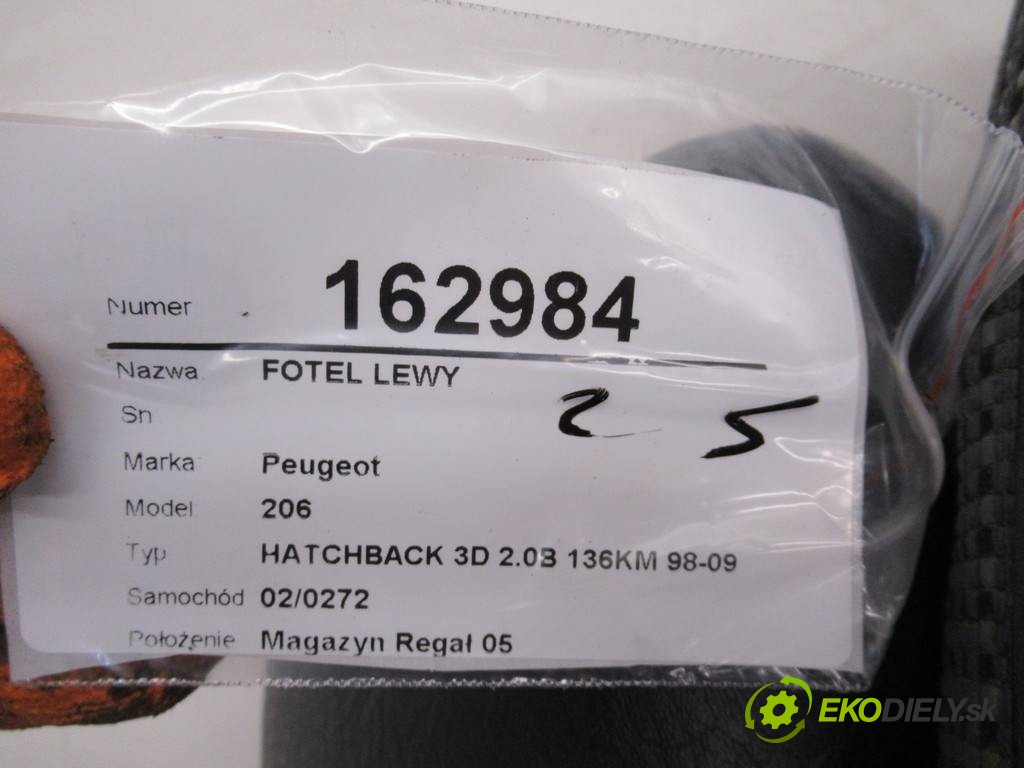 Numer 162984
Nazwa FOTEL LEWY
2 5
Sn
Marka Peugeot
Model 206
Typ HATCHBACK 3D 2.0B 136KM 98-09
Samochód 02/0272
Położenie Magazyn Regał 05
EKODIELY.sk